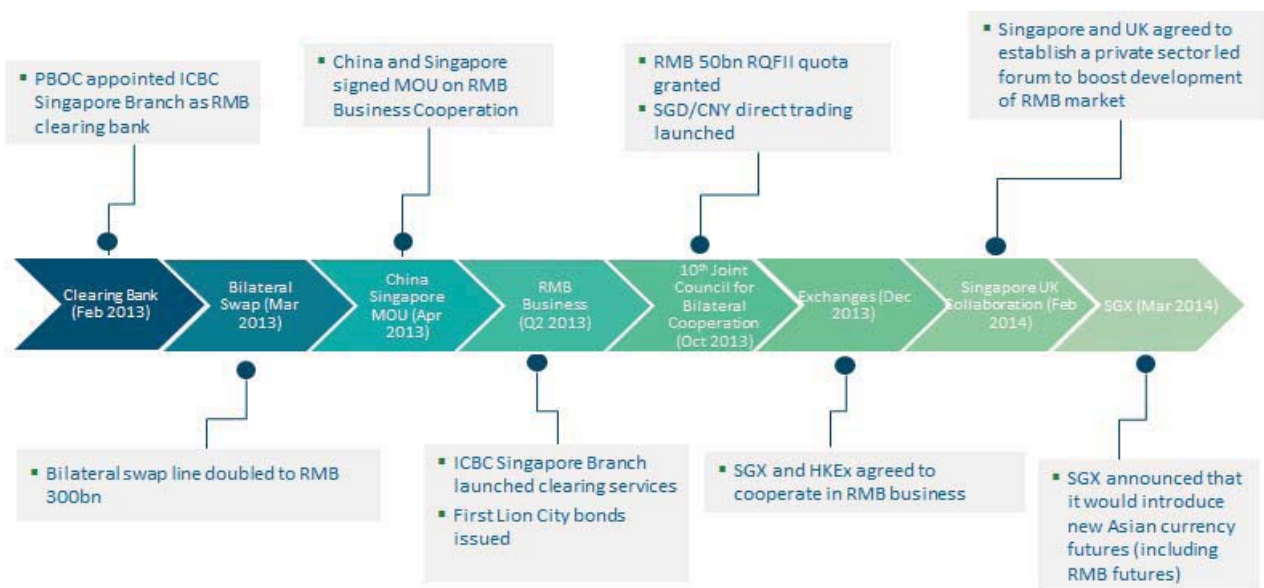 ▪ PBOC appointed ICBC
Singapore Branch as RMB
clearing bank
▪ China and Singapore
signed MOU on RMB
Business Cooperation
▪ RMB 50bn RQFII quota
granted
▪ SGD/CNY direct trading
launched
▪ Singapore and UK agreed to
establish a private sector led
forum to boost development
of RMB market
Clearing Bank
(Feb 2013)
Bilateral
Swap (Mar
2013)
China
Singapore
MOU (Apr
2013)
RMB
Business
(Q2 2013)
10th Joint
Council for
Bilateral
Cooperation
(Oct 2013)
Exchanges (Dec
2013)
Singapore UK
Collaboration (Feb
2014)
SGX (Mar 2014)
▪ Bilateral swap line doubled to RMB
300bn
▪ ICBC Singapore Branch
launched clearing services
▪ First Lion City bonds
issued
▪ SGX and HKEx agreed to
cooperate in RMB business
▪ SGX announced that
it would introduce
new Asian currency
futures (including
RMB futures)